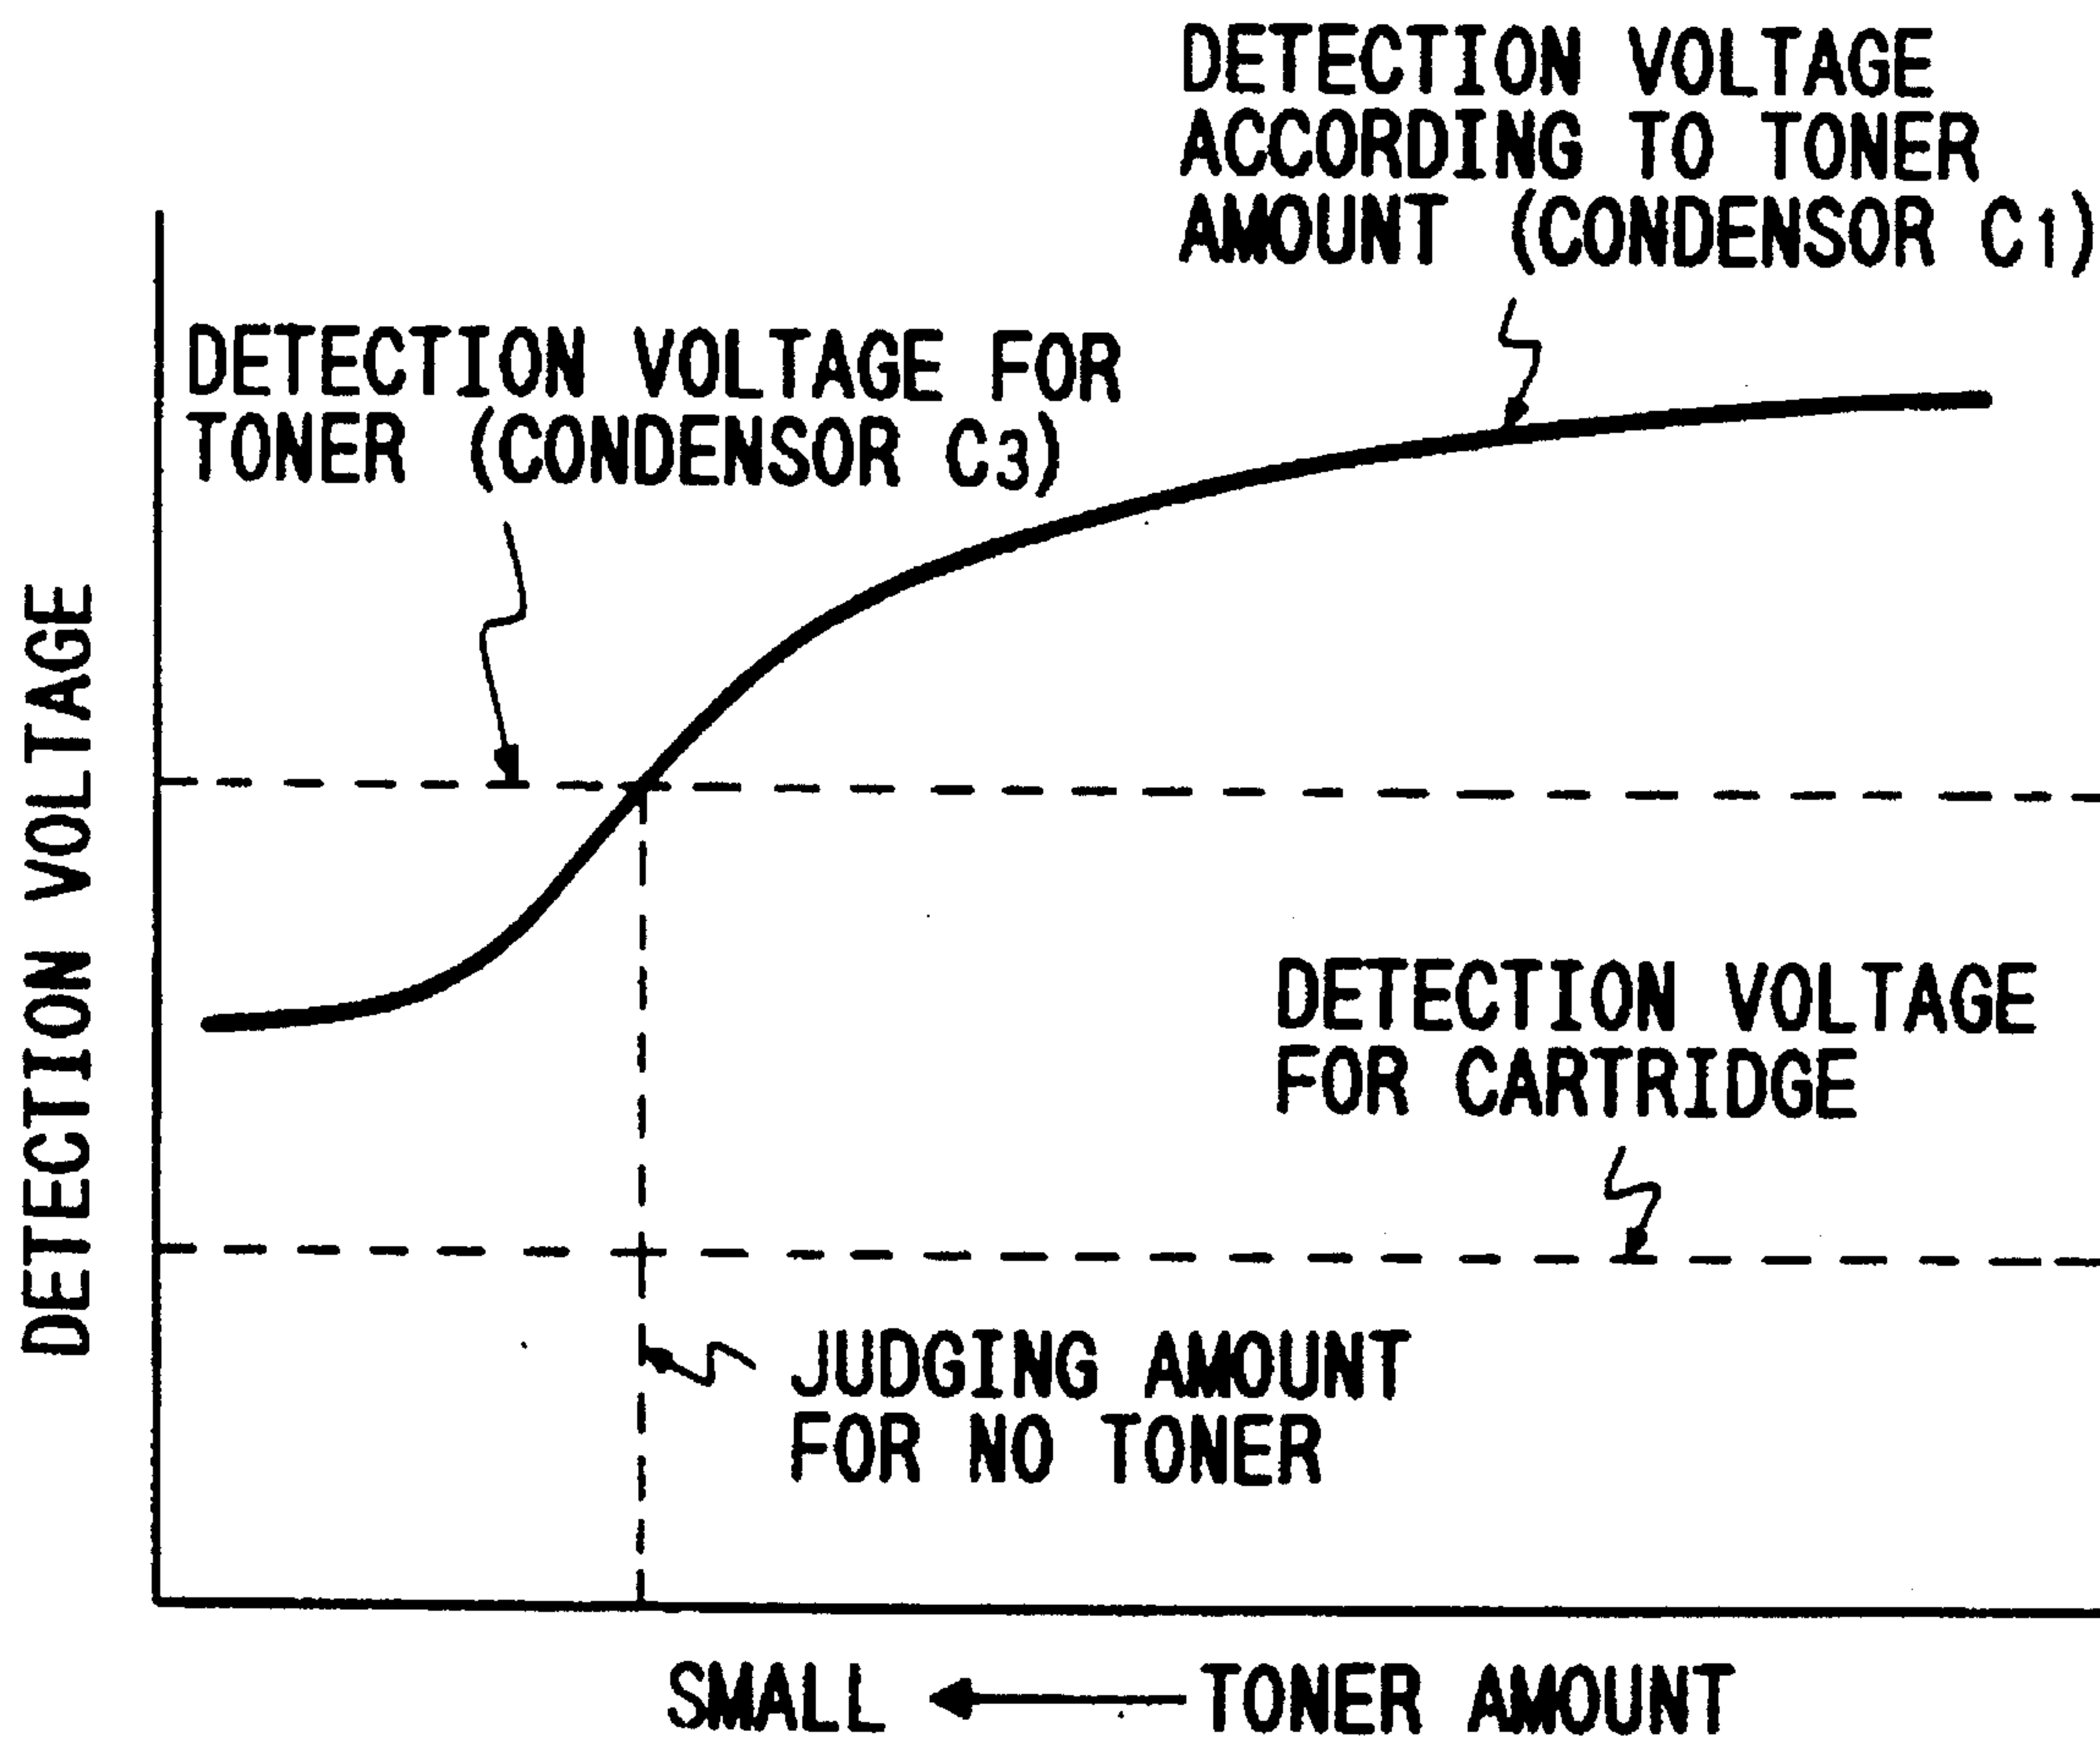 DETECTION VOLTAGE
ACCORDING TO TONER
AMOUNT (CONDENSOR C1)
DETECTION VOLTAGE FOR
TONER (CONDENSOR C3)
DETECTION VOLTAGE
DETECTION VOLTAGE
FOR CARTRIDGE
JUDGING AMOUNT
FOR NO TONER
SMALL TONER AMOUNT